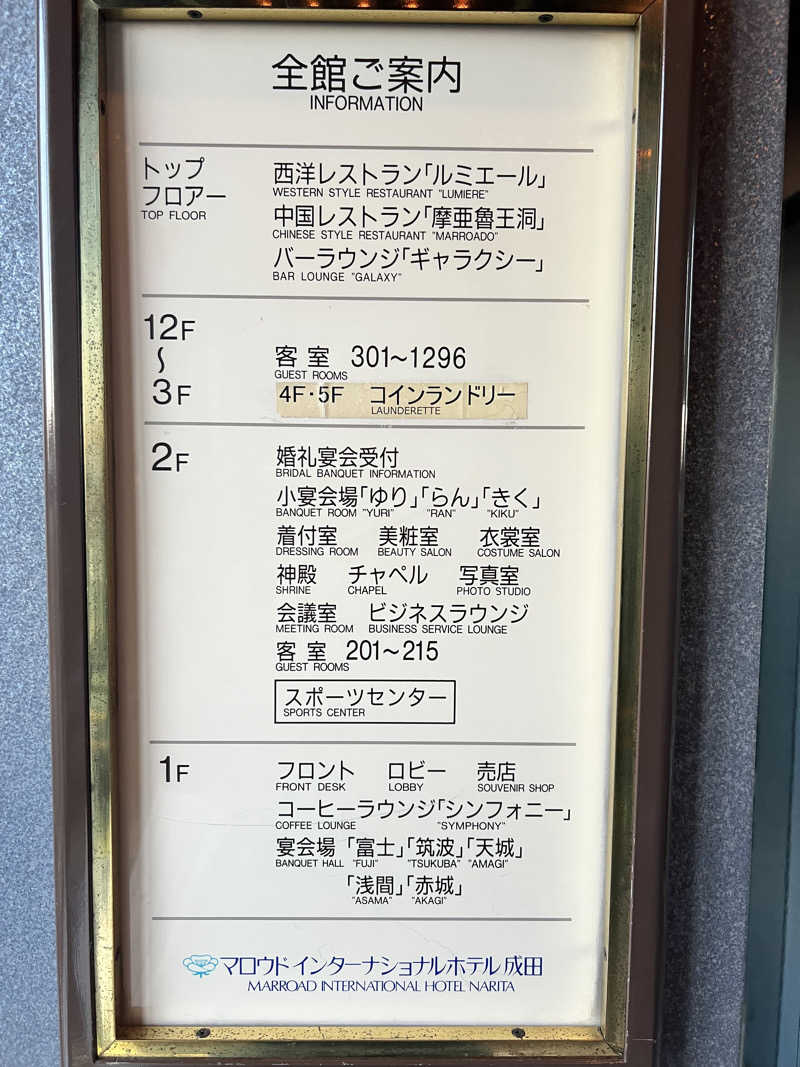 全館ご案内
INFORMATION
トップ
フロアー
TOP FLOOR
西洋レストラン「ルミエール」
WESTERN STYLE RESTAURANT "LUMIERE"
中国レストラン「摩亜魯王洞」
CHINESE STYLE RESTAURANT "MARROADO"
バーラウンジ「ギャラクシー」
BAR LOUNGE "GALAXY"
12F
〜
3F
客 室 301〜1296
GUEST ROOMS
4F・5F コインランドリー
LAUNDERETTE
2F
婚礼宴会受付
BRIDAL BANQUET INFORMATION
小宴会場「ゆり」「らん」「きく」
BANQUET ROOM "YURI" "RAN" "KIKU"
着付室 美粧室 衣裳室
DRESSING ROOM BEAUTY SALON COSTUME SALON
神殿 チャペル 写真室
SHRINE CHAPEL PHOTO STUDIO
会議室 ビジネスラウンジ
MEETING ROOM BUSINESS SERVICE LOUNGE
客 室 201〜215
GUEST ROOMS
スポーツセンター
SPORTS CENTER
1F
フロント ロビー 売店
FRONT DESK LOBBY SOUVENIR SHOP
コーヒーラウンジ「シンフォニー」
COFFEE LOUNGE "SYMPHONY"
宴会場 「富士」「筑波」「天城」
BANQUET HALL "FUJI" "TSUKUBA" "AMAGI"
「浅間」「赤城」
"ASAMA" "AKAGI"
マロウドインターナショナルホテル成田
MARROAD INTERNATIONAL HOTEL NARITA